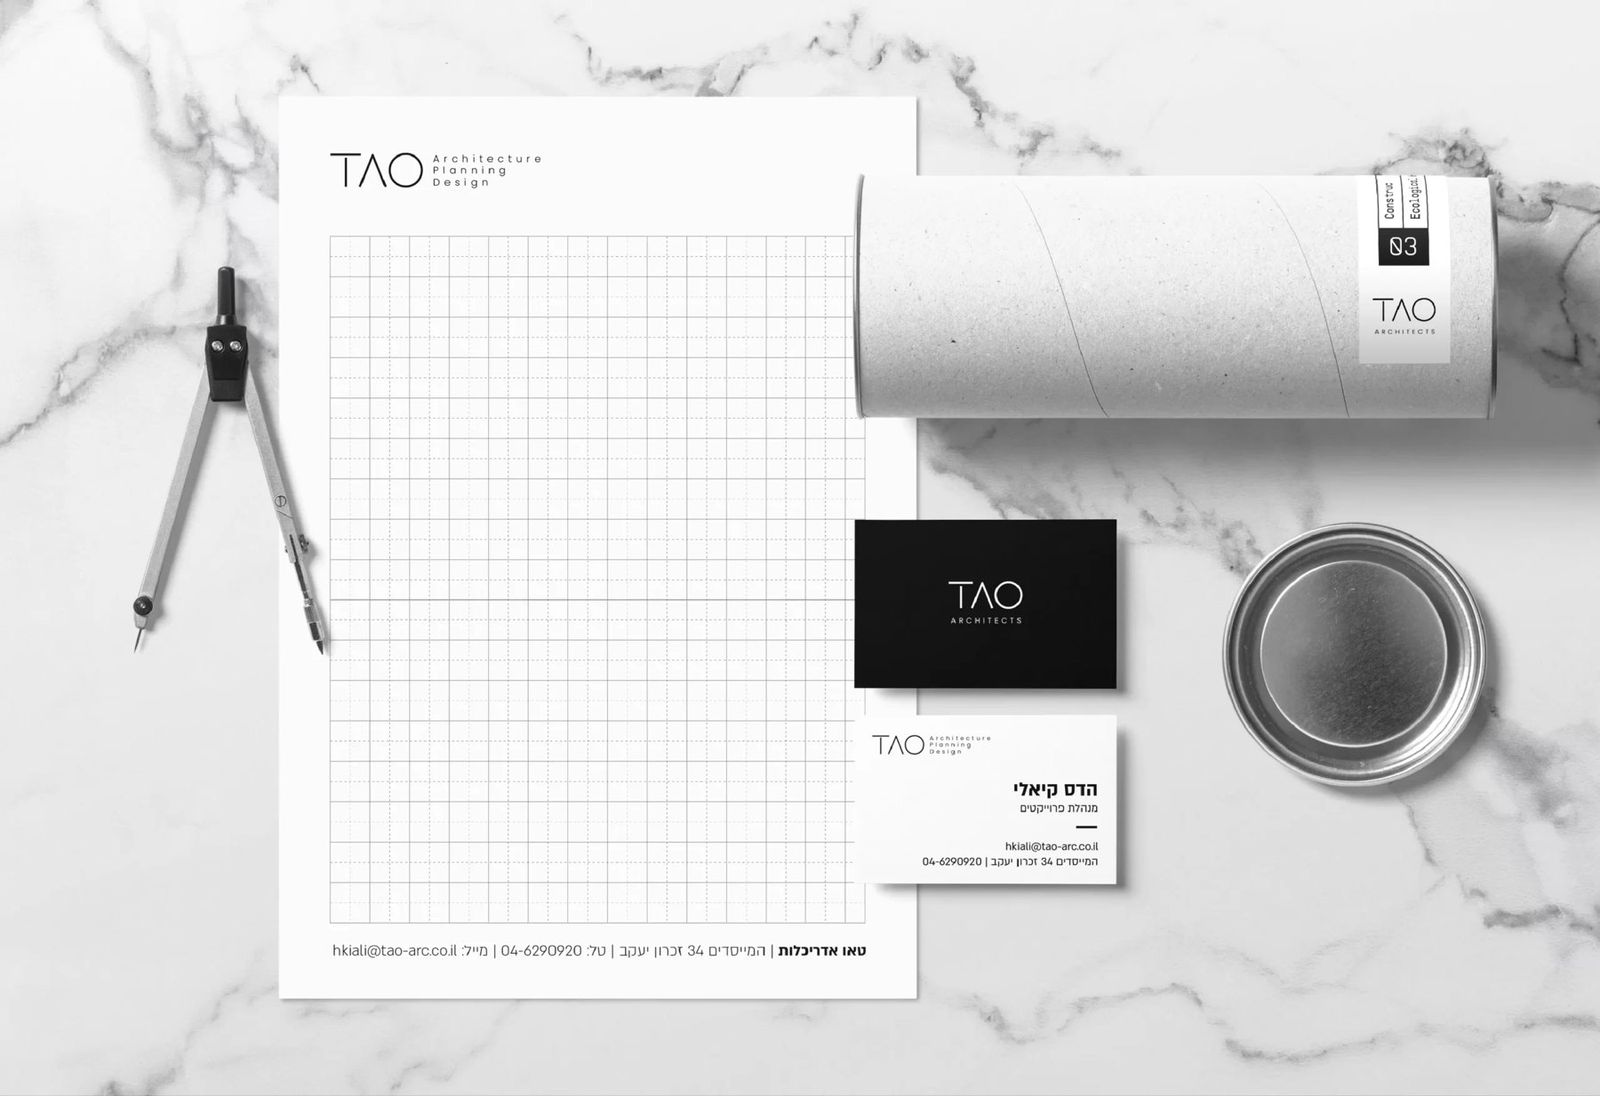 TAO
Architecture
Planning
Design
טאו אדריכלות | המייסדים 34 זכרון יעקב | טל: 04-6290920 | מייל: hkiali@tao-arc.co.il
Construc
03
TAO
ARCHITECTS
TAO
ARCHITECTS
TAO
Architecture
Planning
Design
הדס קיאלי
מנהלת פרוייקטים
hkiali@tao-arc.co.il
המייסדים 34 זכרון יעקב | 04-6290920